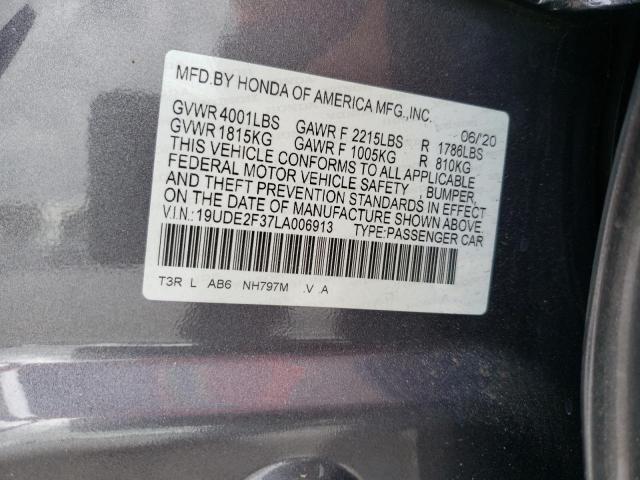 MFD.BY HONDA OF AMERICA MFG.,INC. 06/20
GVWR 4001LBS GAWR F 2215LBS R 1786LBS
GVWR 1815KG GAWR F 1005KG R 810KG
THIS VEHICLE CONFORMS TO ALL APPLICABLE
FEDERAL MOTOR VEHICLE SAFETY , BUMPER,
AND THEFT PREVENTION STANDARDS IN EFFECT
ON THE DATE OF MANUFACTURE SHOWN ABOVE.
V.I.N.:19UDE2F37LA006913 TYPE:PASSENGER CAR
T3R L AB6 NH797M .V .A